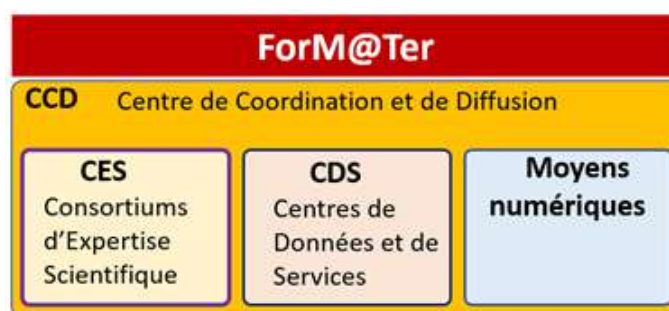 ForM@Ter
CCD Centre de Coordination et de Diffusion
CES
Consortiums
d'Expertise
Scientifique
CDS
Centres de
Données et de
Services
Moyens
numériques